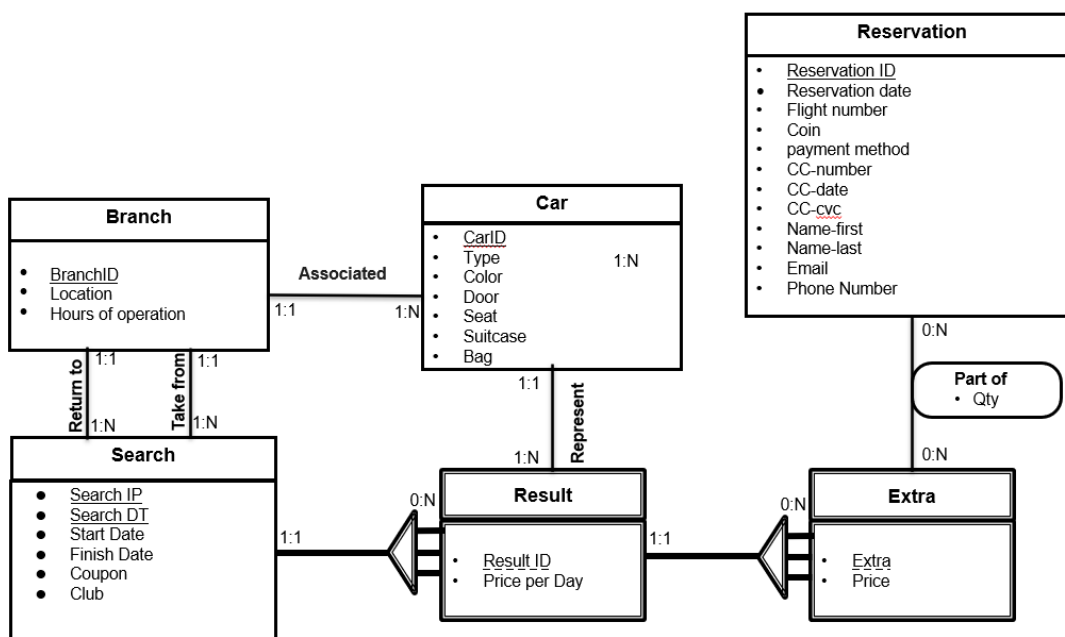 Reservation
• Reservation ID
• Reservation date
• Flight number
• Coin
• payment method
• CC-number
• CC-date
• CC-cvc
• Name-first
• Name-last
• Email
• Phone Number
Branch
• BranchID
• Location
• Hours of operation
Associated
1:1
1:N
Car
• CarID
• Type
• Color
• Door
• Seat
• Suitcase
• Bag
1:N
0:N
Part of
• Qty
0:N
1:1
Return to
1:N
1:1
Take from
1:N
1:1
Represent
1:N
Search
• Search IP
• Search DT
• Start Date
• Finish Date
• Coupon
• Club
1:1
0:N
Result
• Result ID
• Price per Day
1:1
0:N
Extra
• Extra
• Price